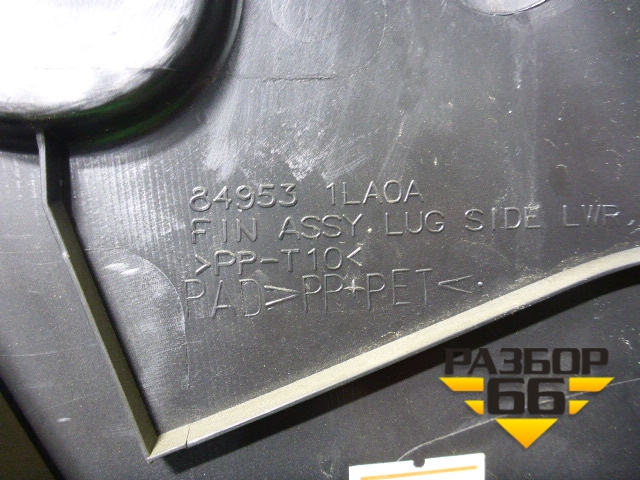 84953 1LA0A
FIN ASSY LUG SIDE LWR,
>PP-T10<
PAD>PP+PET<
РАЗБОР
66